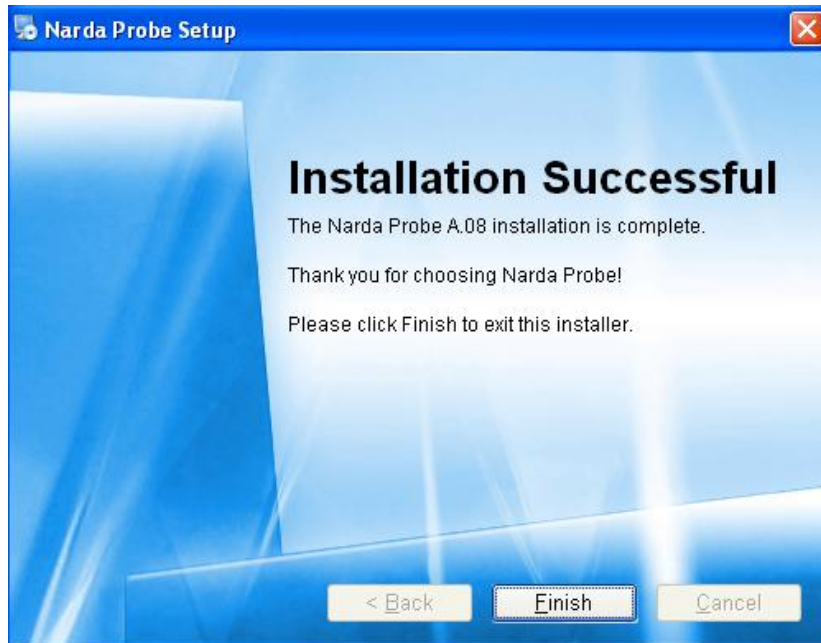 Narda Probe Setup
Installation Successful
The Narda Probe A.08 installation is complete.
Thank you for choosing Narda Probe!
Please click Finish to exit this installer.
< Back Finish Cancel